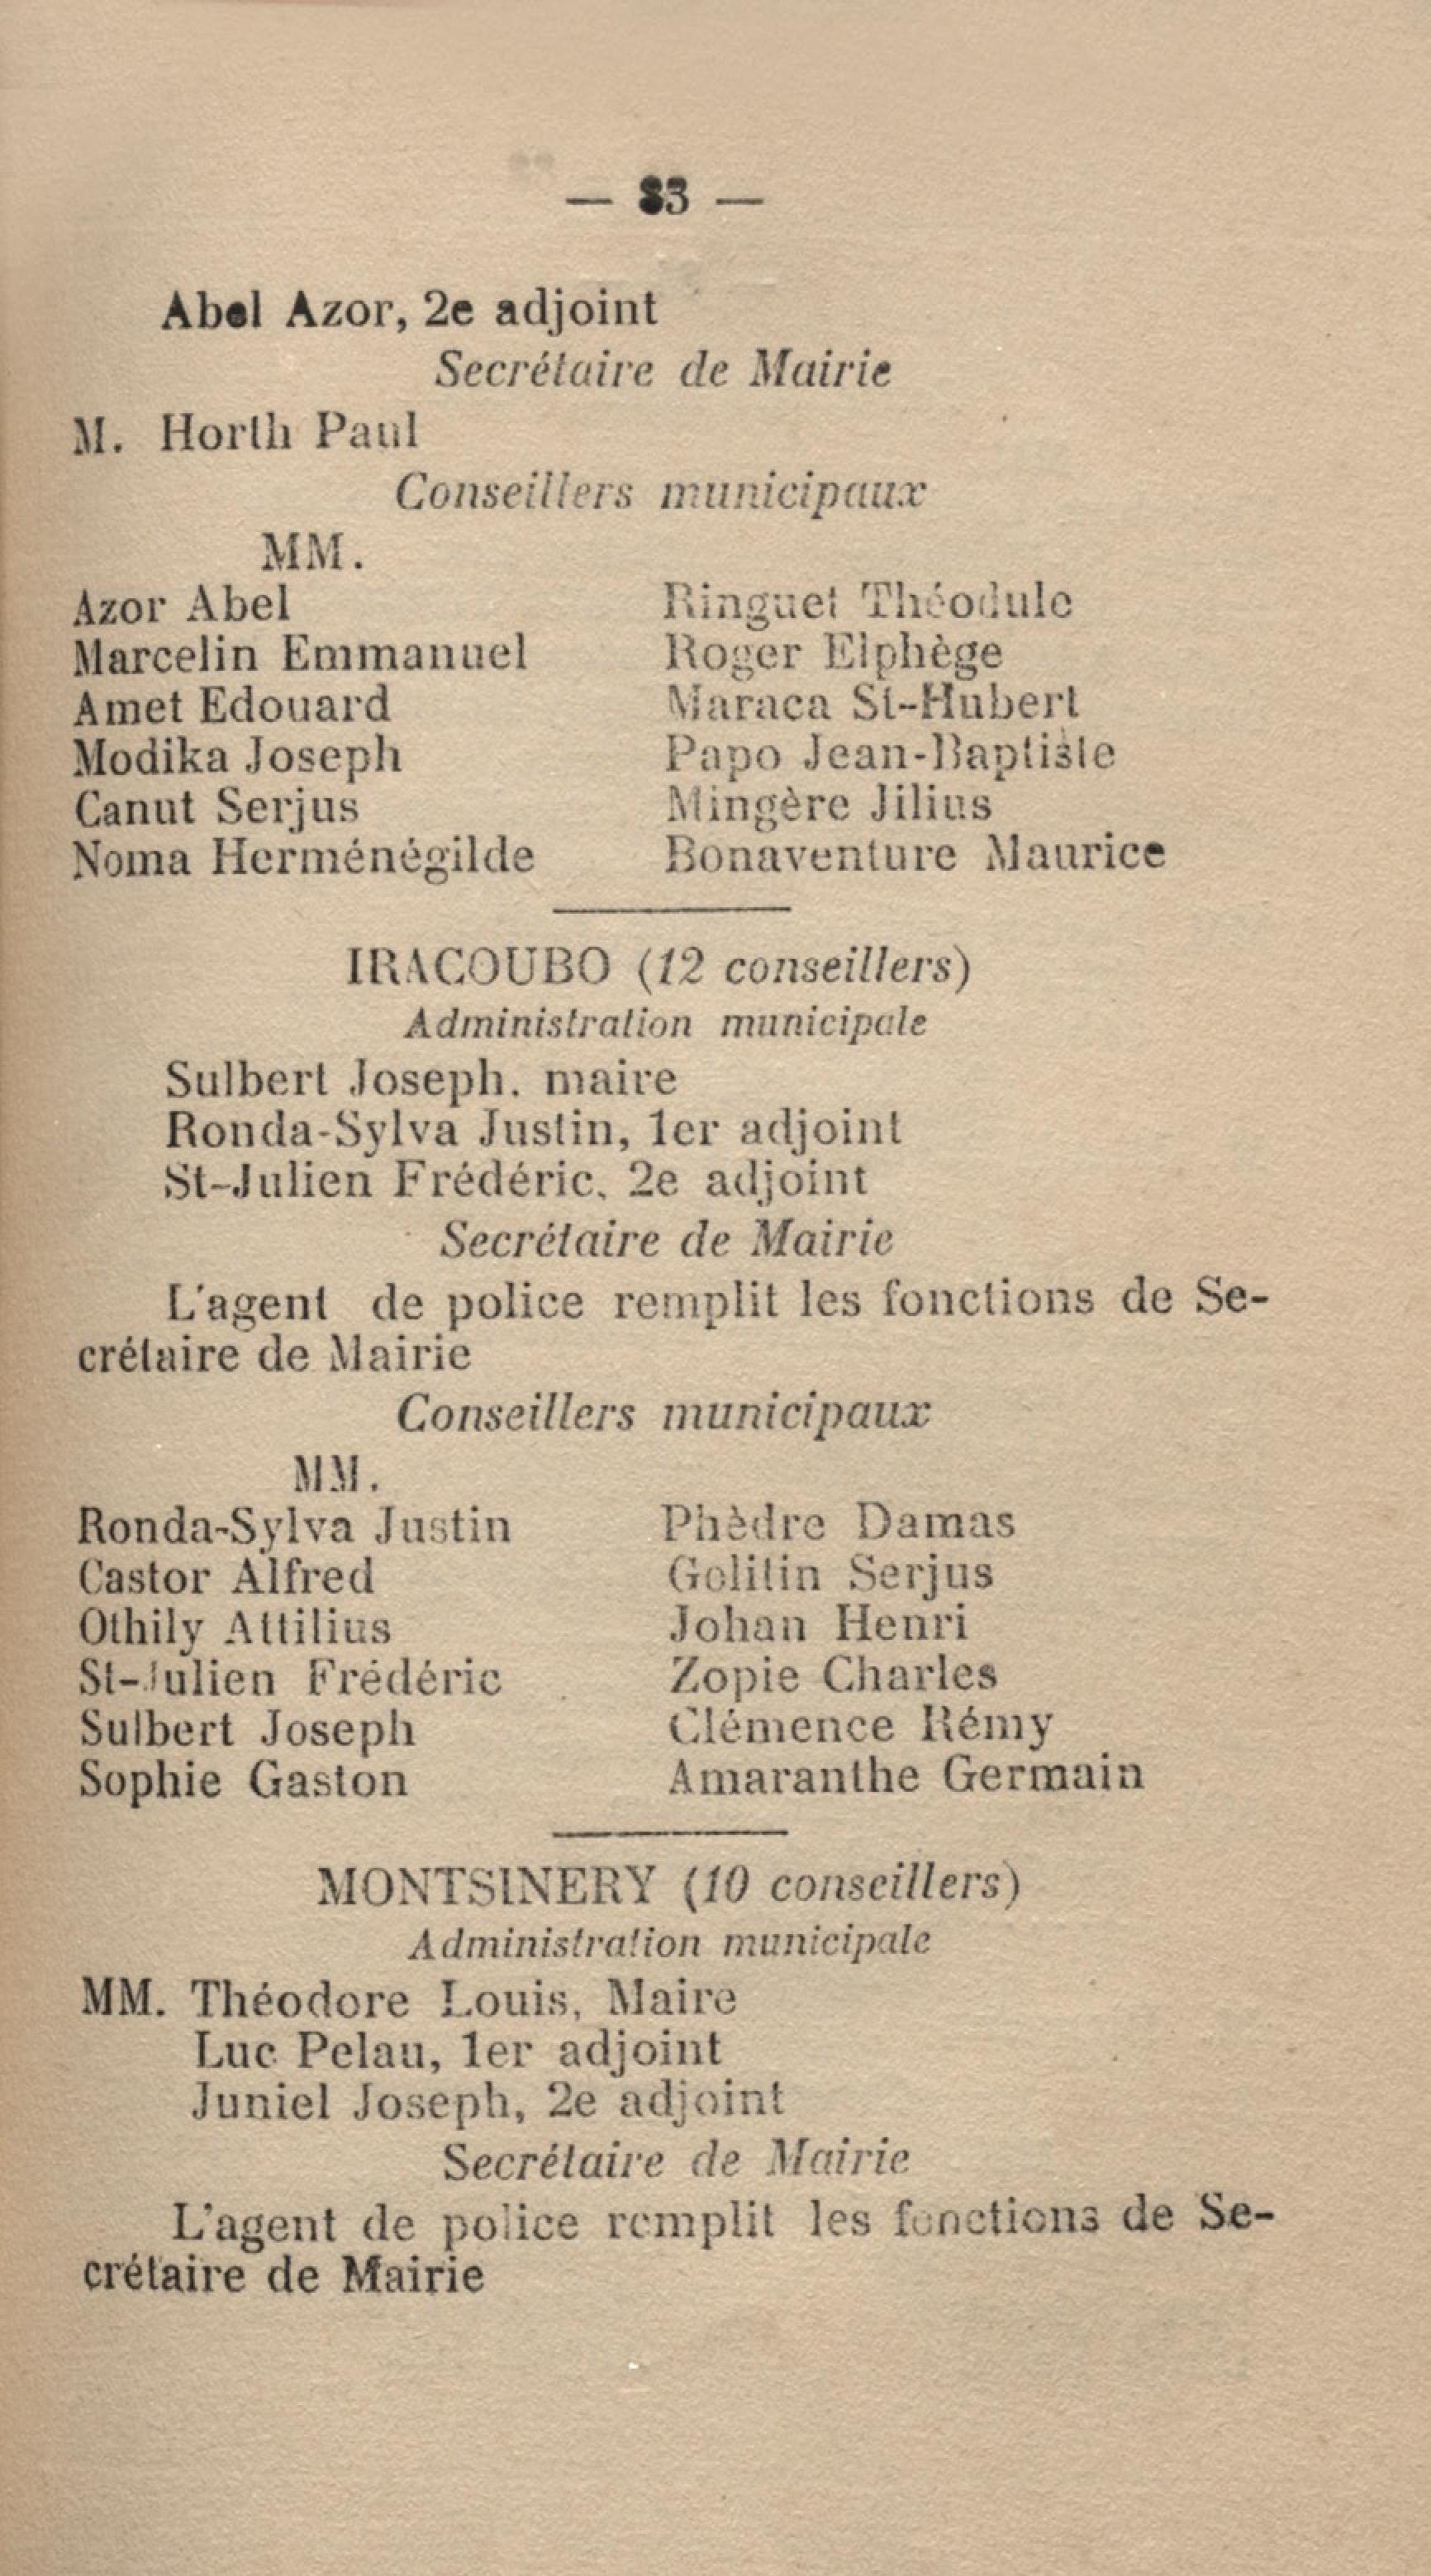 — 83 —
Abel Azor, 2e adjoint
Secrétaire de Mairie
M. Horth Paul
Conseillers municipaux
MM.
Azor Abel
Marcelin Emmanuel
Amet Edouard
Modika Joseph
Canut Serjus
Noma Herménégilde
Ringuet Théodule
Roger Elphège
Maraca St-Hubert
Papo Jean-Baptiste
Mingère Jilius
Bonaventure Maurice
IRACOUBO (12 conseillers)
Administration municipale
Sulbert Joseph. maire
Ronda-Sylva Justin, 1er adjoint
St-Julien Frédéric. 2e adjoint
Secrétaire de Mairie
L'agent de police remplit les fonctions de Se-
crétaire de Mairie
Conseillers municipaux
MM.
Ronda-Sylva Justin
Castor Alfred
Othily Attilius
St-Julien Frédéric
Sulbert Joseph
Sophie Gaston
Phèdre Damas
Golitin Serjus
Johan Henri
Zopie Charles
Clémence Rémy
Amaranthe Germain
MONTSINERY (10 conseillers)
Administration municipale
MM. Théodore Louis, Maire
Luc Pelau, 1er adjoint
Juniel Joseph, 2e adjoint
Secrétaire de Mairie
L'agent de police remplit les fonctions de Se-
crétaire de Mairie